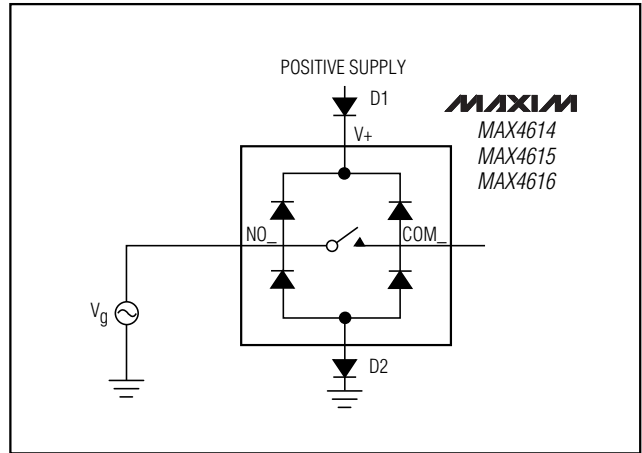 POSITIVE SUPPLY
D1
MAXIM
V+
MAX4614
MAX4615
MAX4616
NO_
COM_
Vg
D2